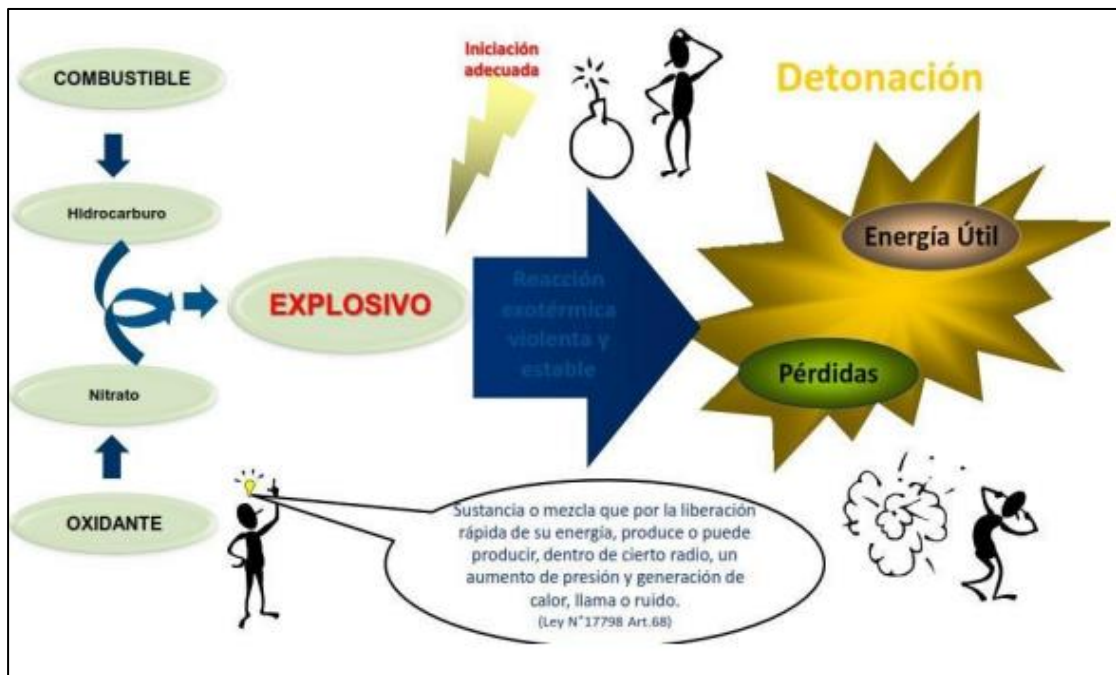 COMBUSTIBLE
Hidrocarburo
Nitrato
OXIDANTE
EXPLOSIVO
Iniciación
adecuada
Reacción
exotérmica
violenta y
estable
Detonación
Energía Útil
Pérdidas
Sustancia o mezcla que por la liberación
rápida de su energía, produce o puede
producir, dentro de cierto radio, un
aumento de presión y generación de
calor, llama o ruido.
(Ley N°17798 Art.68)